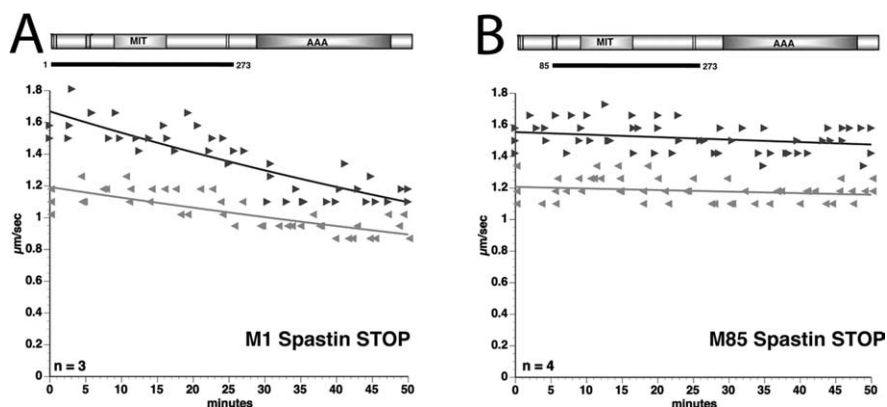 A
MIT
AAA
1
273
1.8
1.6
1.4
1.2
1
0.8
0.6
0.4
0.2
0
µm/sec
M1 Spastin STOP
n = 3
0 5 10 15 20 25 30 35 40 45 50
minutes
B
MIT
AAA
85
273
1.8
1.6
1.4
1.2
1
0.8
0.6
0.4
0.2
0
µm/sec
M85 Spastin STOP
n = 4
0 5 10 15 20 25 30 35 40 45 50
minutes